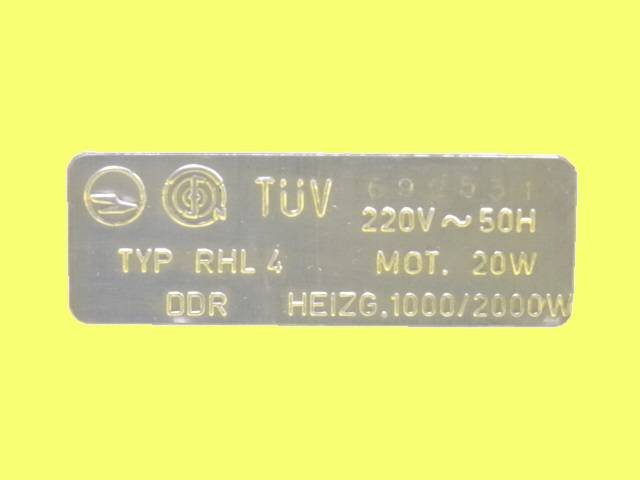 TÜV
220V~50H
TYP RHL 4 MOT. 20W
DDR HEIZG.1000/2000W